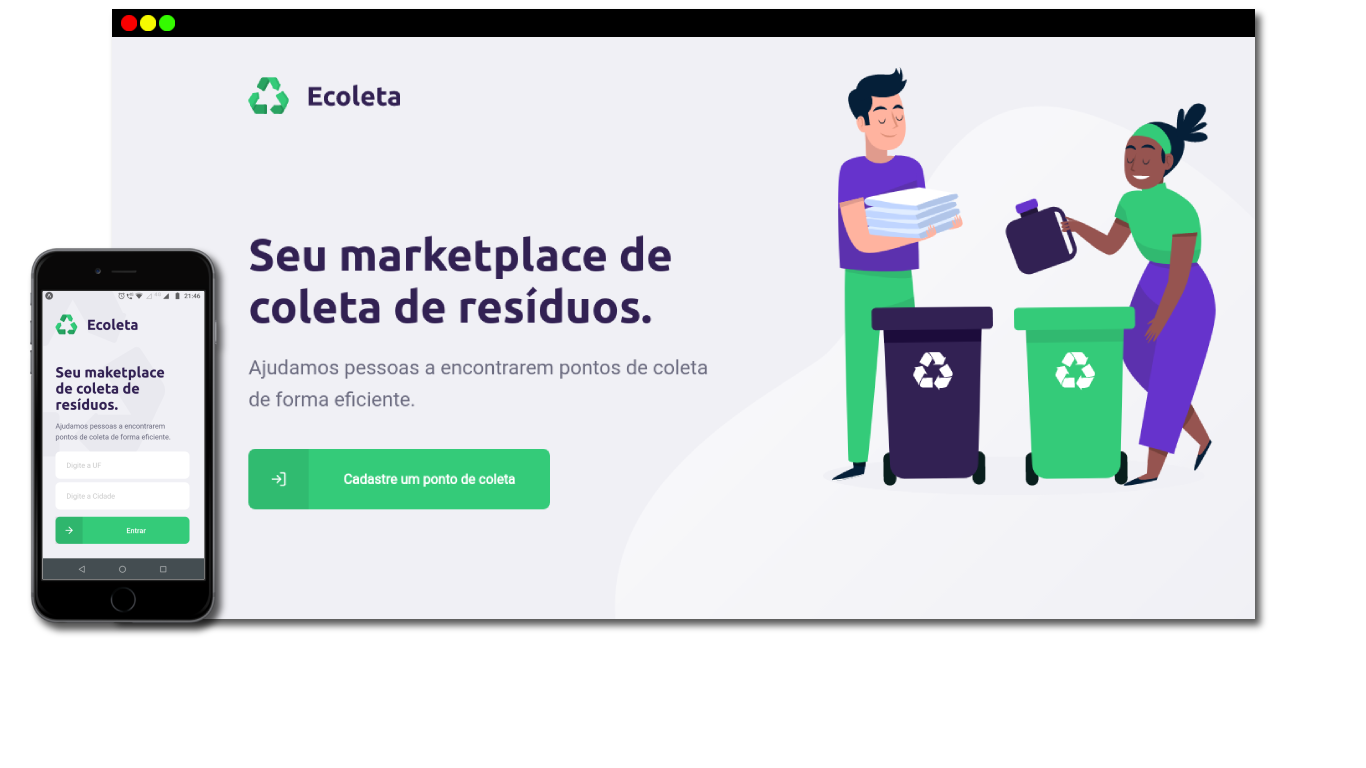 Ecoleta
Seu marketplace de
coleta de resíduos.
Ajudamos pessoas a encontrarem pontos de coleta
de forma eficiente.
Cadastre um ponto de coleta
21:46
Ecoleta
Seu maketplace
de coleta de
resíduos.
Ajudamos pessoas a encontrarem
pontos de coleta de forma eficiente.
Digite a UF
Digite a Cidade
Entrar